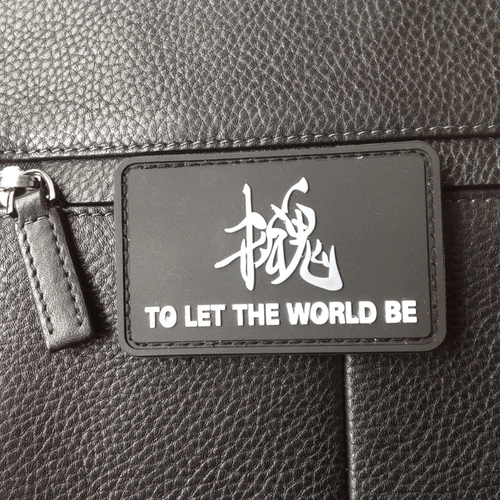 TO LET THE WORLD BE